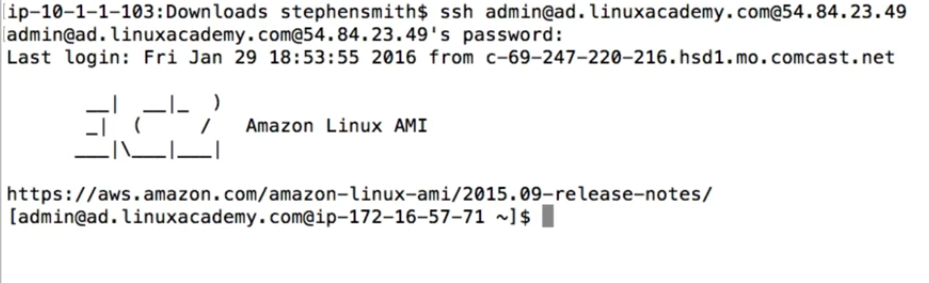 ip-10-1-1-103:Downloads stephensmith$ ssh admin@ad.linuxacademy.com@54.84.23.49
admin@ad.linuxacademy.com@54.84.23.49's password:
Last login: Fri Jan 29 18:53:55 2016 from c-69-247-220-216.hsd1.mo.comcast.net
__|  __|_  )
_|  (     /   Amazon Linux AMI
___|\___|___|
https://aws.amazon.com/amazon-linux-ami/2015.09-release-notes/
[admin@ad.linuxacademy.com@ip-172-16-57-71 ~]$